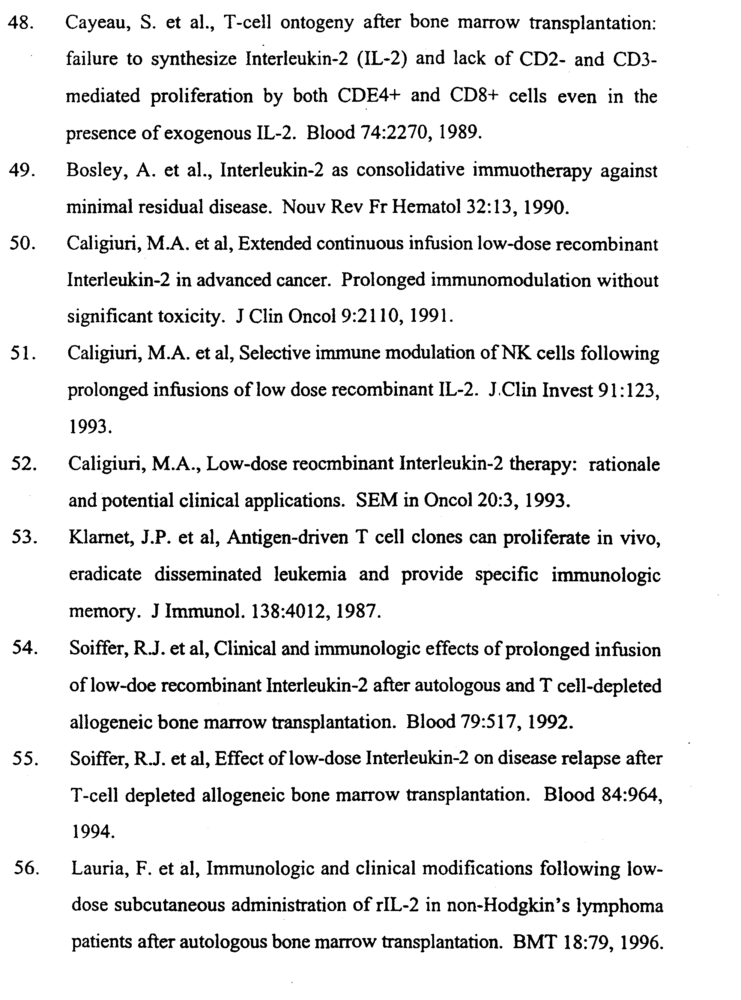 48. Cayeau, S. et al., T-cell ontogeny after bone marrow transplantation:
failure to synthesize Interleukin-2 (IL-2) and lack of CD2- and CD3-
mediated proliferation by both CDE4+ and CD8+ cells even in the
presence of exogenous IL-2. Blood 74:2270, 1989.
49. Bosley, A. et al., Interleukin-2 as consolidative immuotherapy against
minimal residual disease. Nouv Rev Fr Hematol 32:13, 1990.
50. Caligiuri, M.A. et al, Extended continuous infusion low-dose recombinant
Interleukin-2 in advanced cancer. Prolonged immunomodulation without
significant toxicity. J Clin Oncol 9:2110, 1991.
51. Caligiuri, M.A. et al, Selective immune modulation of NK cells following
prolonged infusions of low dose recombinant IL-2. J.Clin Invest 91:123,
1993.
52. Caligiuri, M.A., Low-dose reocmbinant Interleukin-2 therapy: rationale
and potential clinical applications. SEM in Oncol 20:3, 1993.
53. Klarnet, J.P. et al, Antigen-driven T cell clones can proliferate in vivo,
eradicate disseminated leukemia and provide specific immunologic
memory. J Immunol. 138:4012, 1987.
54. Soiffer, R.J. et al, Clinical and immunologic effects of prolonged infusion
of low-doe recombinant Interleukin-2 after autologous and T cell-depleted
allogeneic bone marrow transplantation. Blood 79:517, 1992.
55. Soiffer, R.J. et al, Effect of low-dose Interleukin-2 on disease relapse after
T-cell depleted allogeneic bone marrow transplantation. Blood 84:964,
1994.
56. Lauria, F. et al, Immunologic and clinical modifications following low-
dose subcutaneous administration of rIL-2 in non-Hodgkin's lymphoma
patients after autologous bone marrow transplantation. BMT 18:79, 1996.